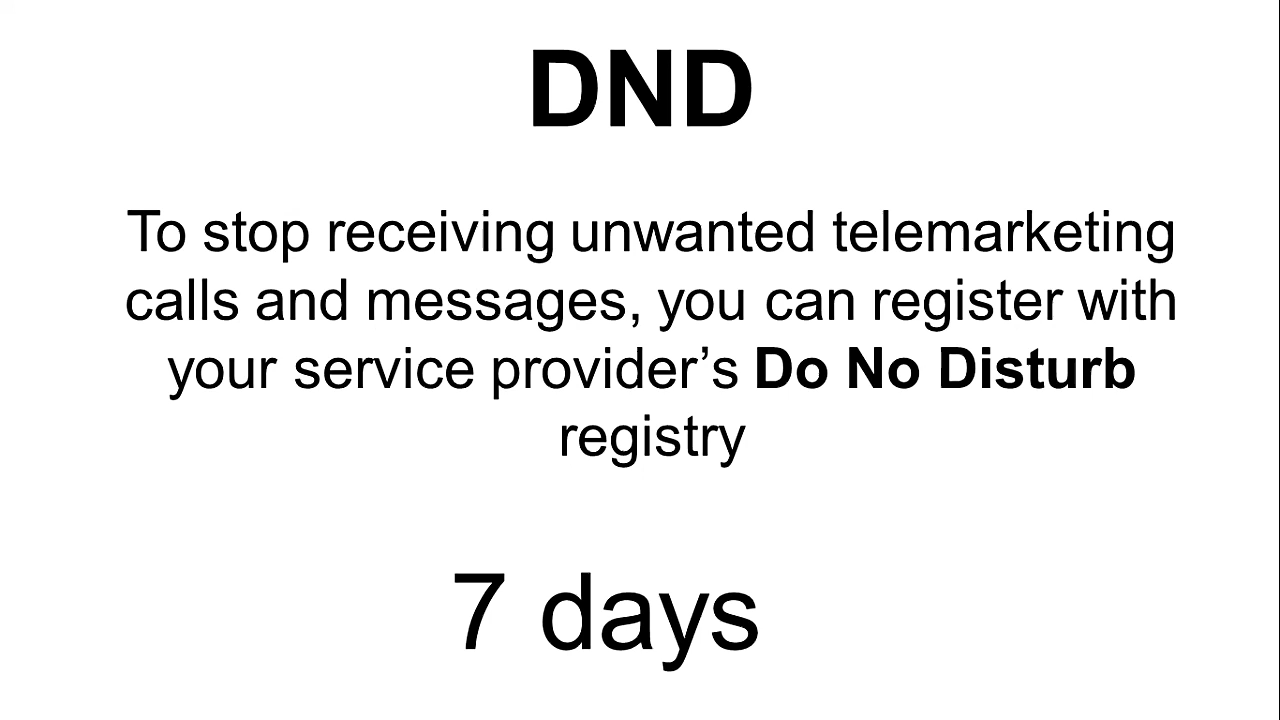 DND
To stop receiving unwanted telemarketing
calls and messages, you can register with
your service provider’s Do No Disturb
registry
7 days